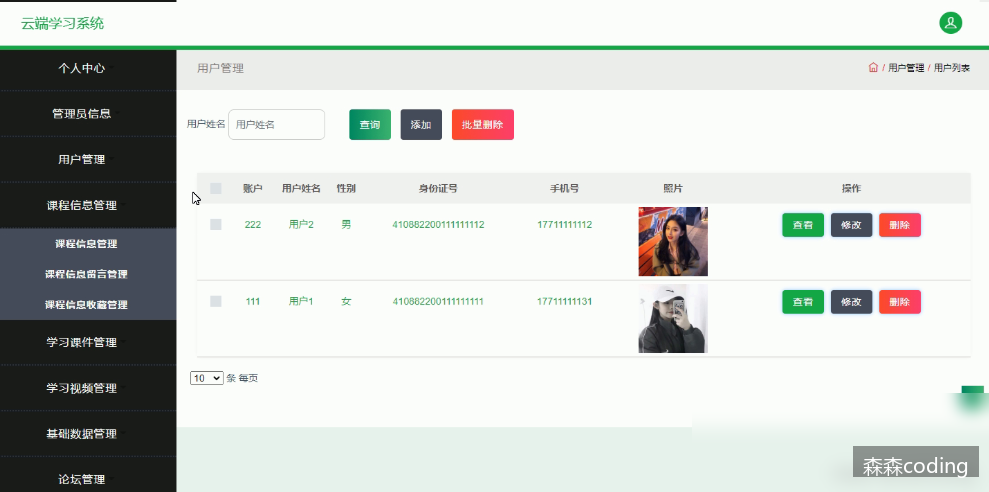 云端学习系统
个人中心
管理员信息
用户管理
课程信息管理
课程信息管理
课程信息留言管理
课程信息收藏管理
学习课件管理
学习视频管理
基础数据管理
论坛管理
用户管理
/ 用户管理 / 用户列表
用户姓名 用户姓名 查询 添加 批量删除
账户 用户姓名 性别 身份证号 手机号 照片 操作
222 用户2 男 410882200111111112 17711111112 查看 修改 删除
111 用户1 女 410882200111111111 17711111131 查看 修改 删除
10 条 每页
森森coding